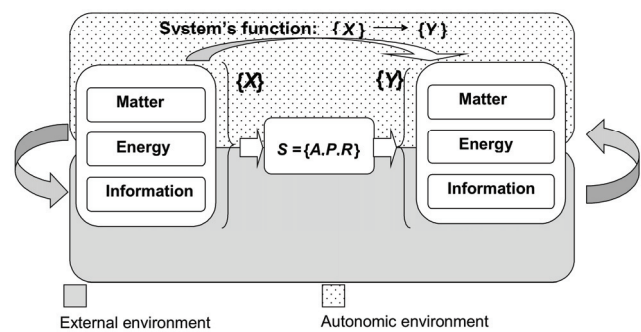 System's function: {X} → {Y}
{X}
{Y}
Matter
Energy
Information
S = {A.P.R}
Matter
Energy
Information
External environment
Autonomic environment